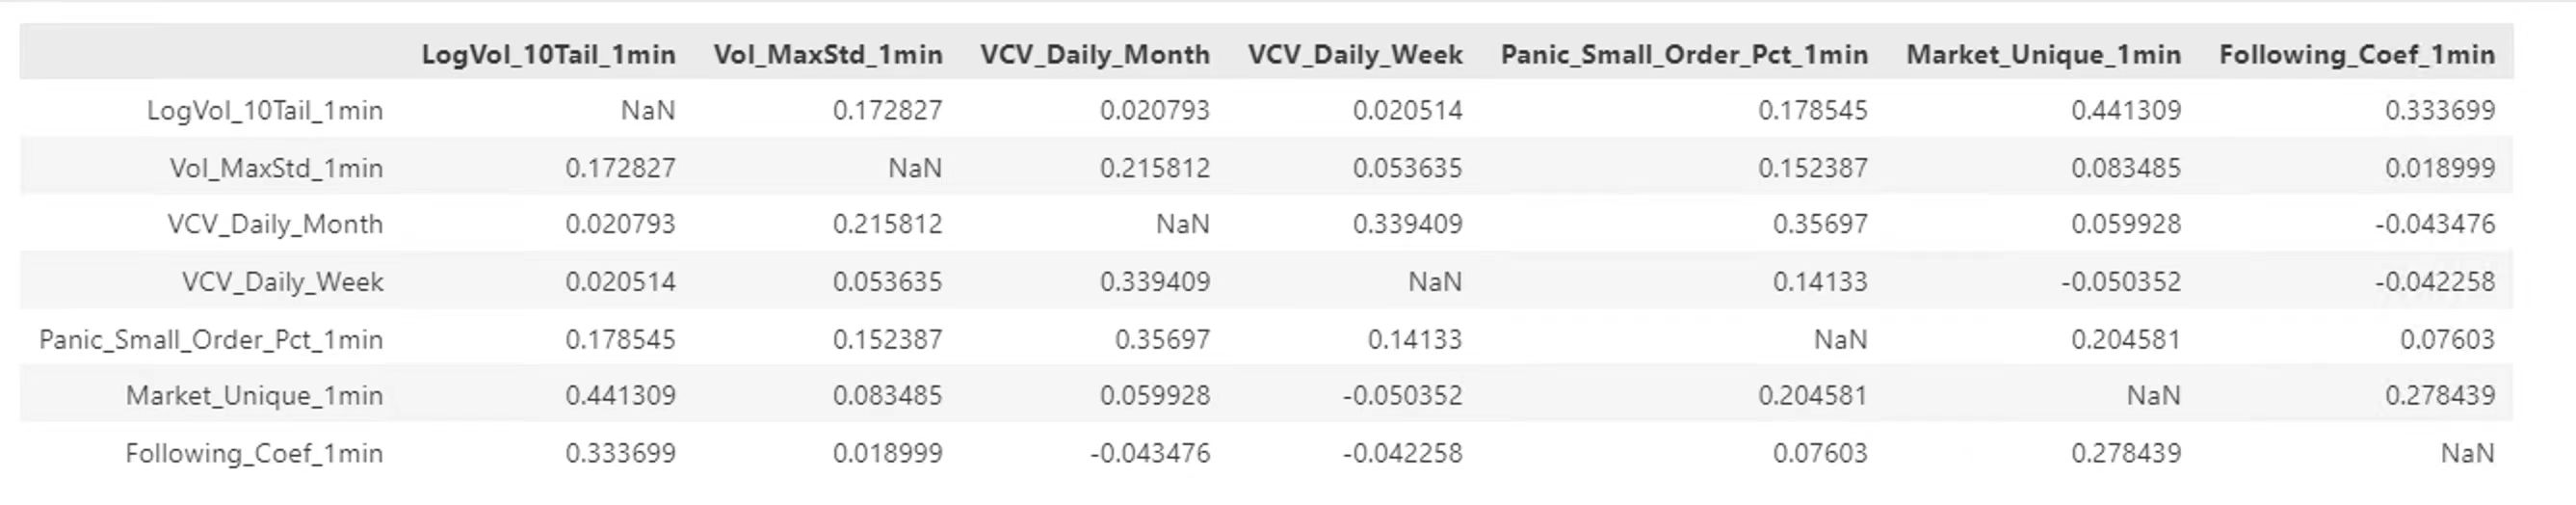 LogVol_10Tail_1min Vol_MaxStd_1min VCV_Daily_Month VCV_Daily_Week Panic_Small_Order_Pct_1min Market_Unique_1min Following_Coef_1min
LogVol_10Tail_1min NaN 0.172827 0.020793 0.020514 0.178545 0.441309 0.333699
Vol_MaxStd_1min 0.172827 NaN 0.215812 0.053635 0.152387 0.083485 0.018999
VCV_Daily_Month 0.020793 0.215812 NaN 0.339409 0.35697 0.059928 -0.043476
VCV_Daily_Week 0.020514 0.053635 0.339409 NaN 0.14133 -0.050352 -0.042258
Panic_Small_Order_Pct_1min 0.178545 0.152387 0.35697 0.14133 NaN 0.204581 0.07603
Market_Unique_1min 0.441309 0.083485 0.059928 -0.050352 0.204581 NaN 0.278439
Following_Coef_1min 0.333699 0.018999 -0.043476 -0.042258 0.07603 0.278439 NaN